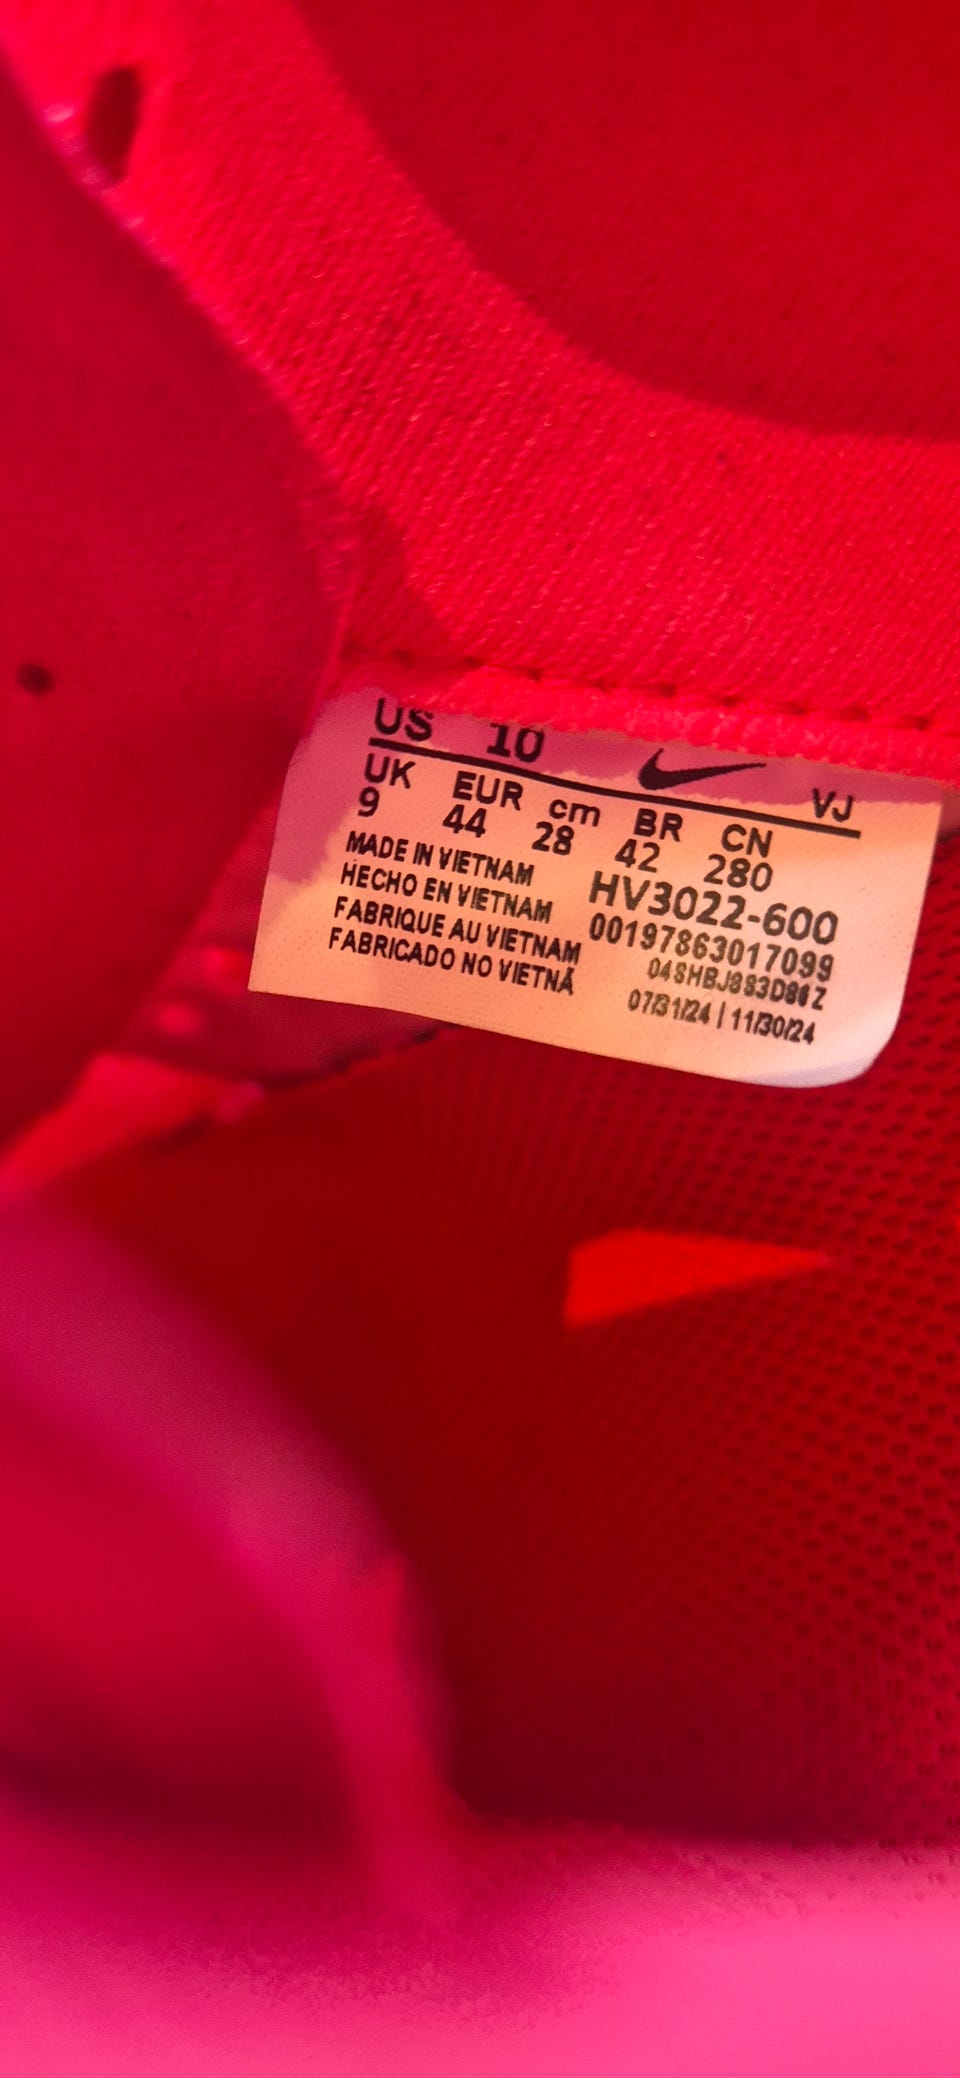 US 10 VJ
UK EUR cm BR CN
9 44 28 42 280
MADE IN VIETNAM
HECHO EN VIETNAM
FABRIQUE AU VIETNAM
FABRICADO NO VIETNÃ
HV3022-600
00197863017099
07/31/24 | 11/30/24